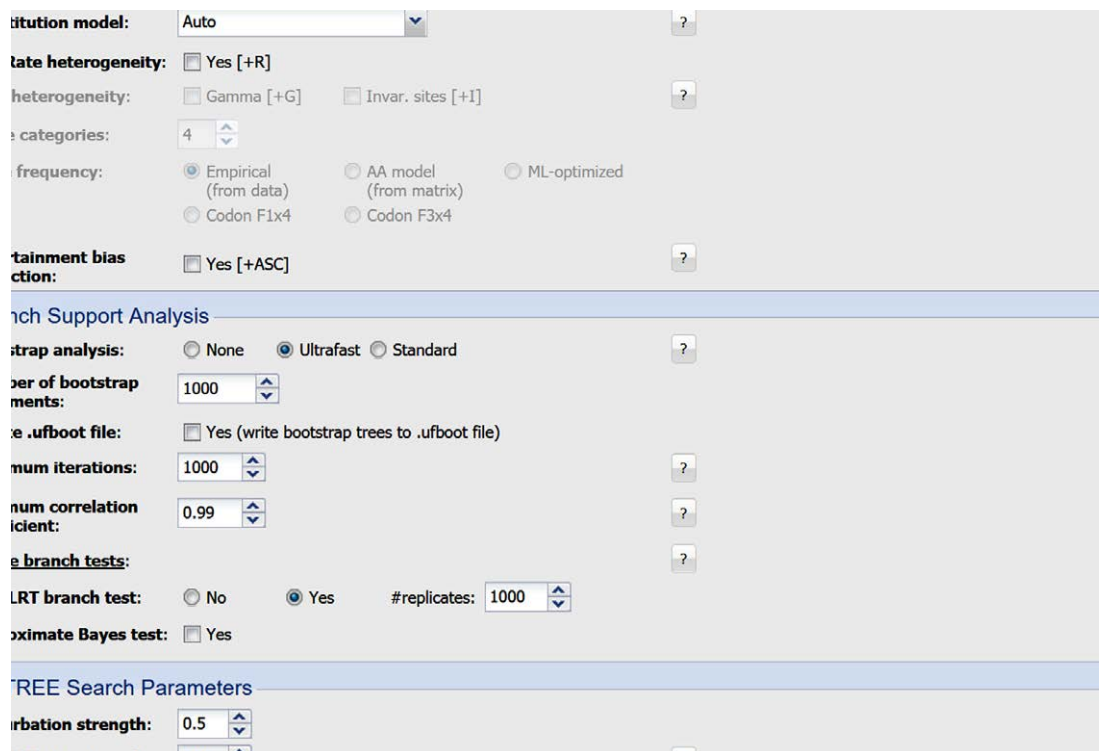 titution model: Auto ?
Rate heterogeneity: Yes [+R]
heterogeneity: Gamma [+G] Invar. sites [+I] ?
categories: 4
frequency: Empirical (from data) AA model (from matrix) ML-optimized
Codon F1x4 Codon F3x4
rtainment bias
ction: Yes [+ASC] ?
nch Support Analysis
strap analysis: None Ultrafast Standard ?
ber of bootstrap
ments: 1000
e .ufboot file: Yes (write bootstrap trees to .ufboot file)
mum iterations: 1000 ?
mum correlation
icient: 0.99 ?
e branch tests: ?
LRT branch test: No Yes #replicates: 1000
oximate Bayes test: Yes
TREE Search Parameters
rbation strength: 0.5